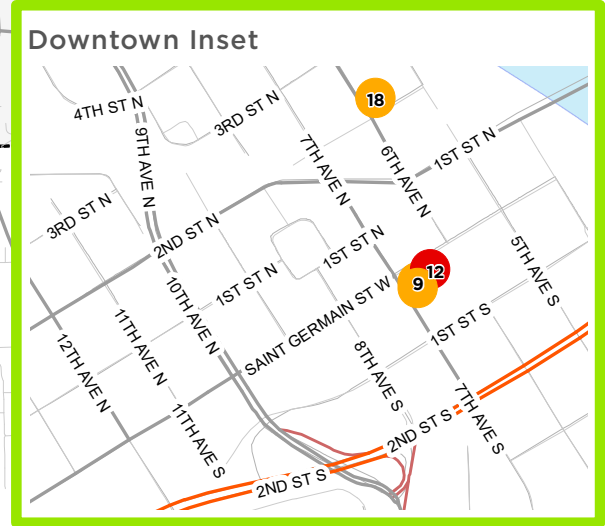 Downtown Inset
18
4TH ST N
3RD ST N
9TH AVE N
7TH AVE N
6TH AVE N
1ST ST N
3RD ST N
2ND ST N
1ST ST N
1ST ST N
5TH AVE S
12
9
10TH AVE N
SAINT GERMAIN ST W
1ST ST S
12TH AVE N
11TH AVE N
8TH AVE S
7TH AVE S
11TH AVE S
2ND ST S
2ND ST S